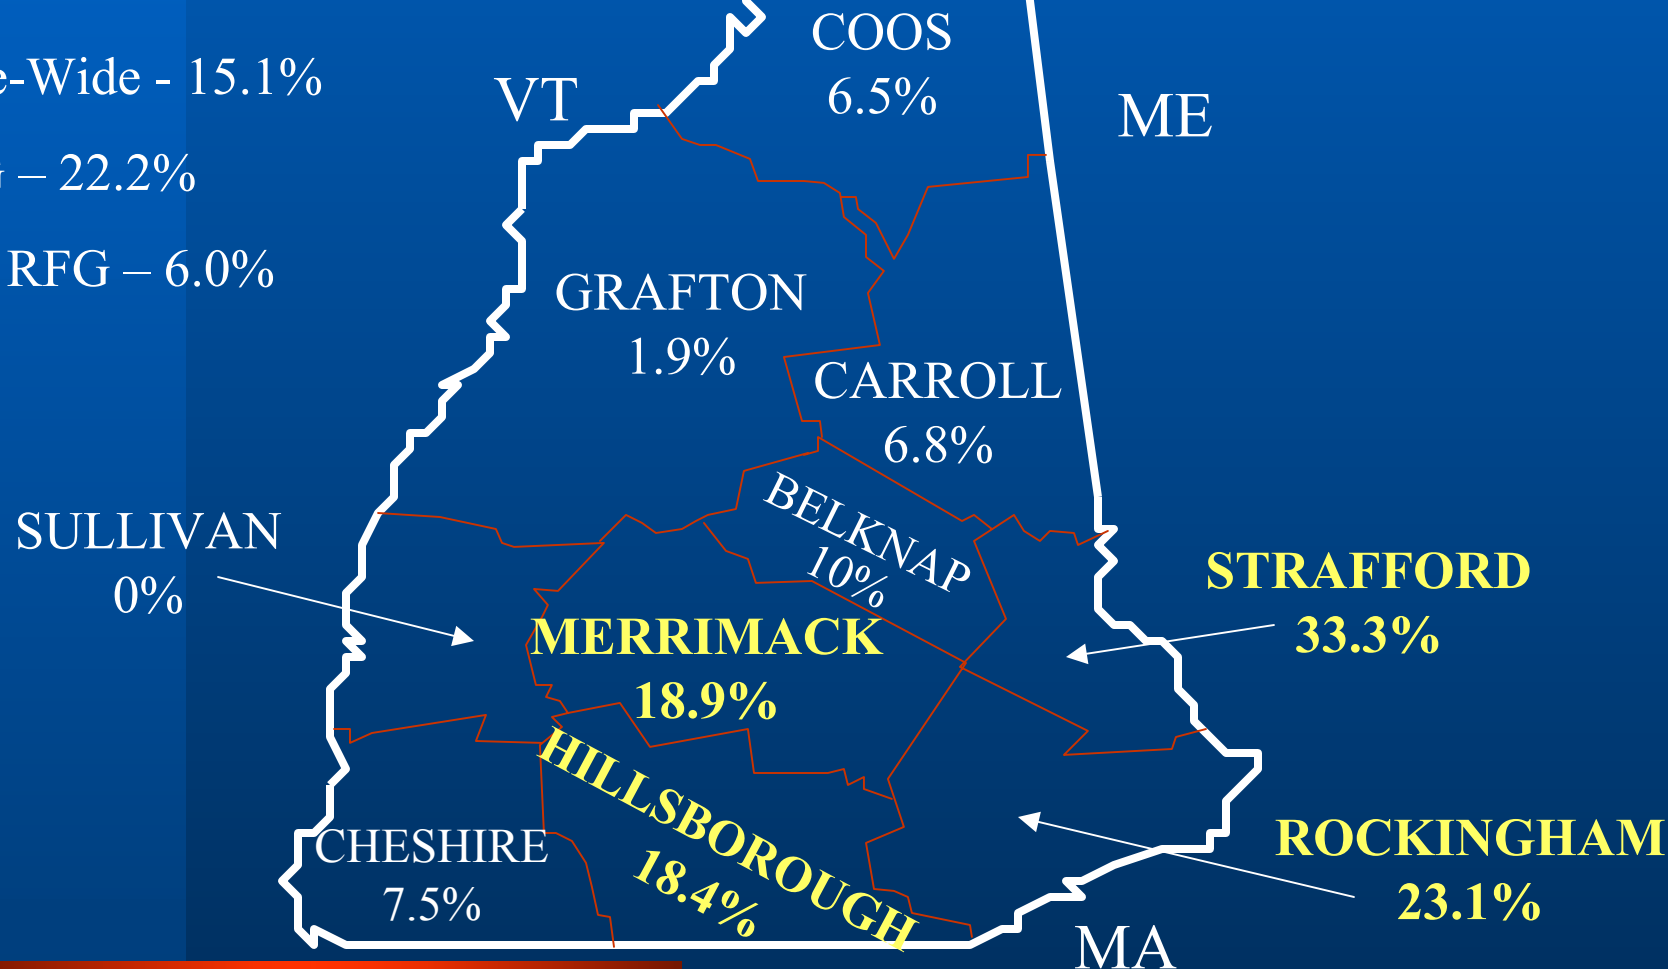 e-Wide - 15.1%
G – 22.2%
RFG – 6.0%
VT
COOS
6.5%
ME
GRAFTON
1.9%
CARROLL
6.8%
BELKNAP
10%
SULLIVAN
0%
STRAFFORD
33.3%
MERRIMACK
18.9%
HILLSBOROUGH
18.4%
CHESHIRE
7.5%
ROCKINGHAM
23.1%
MA